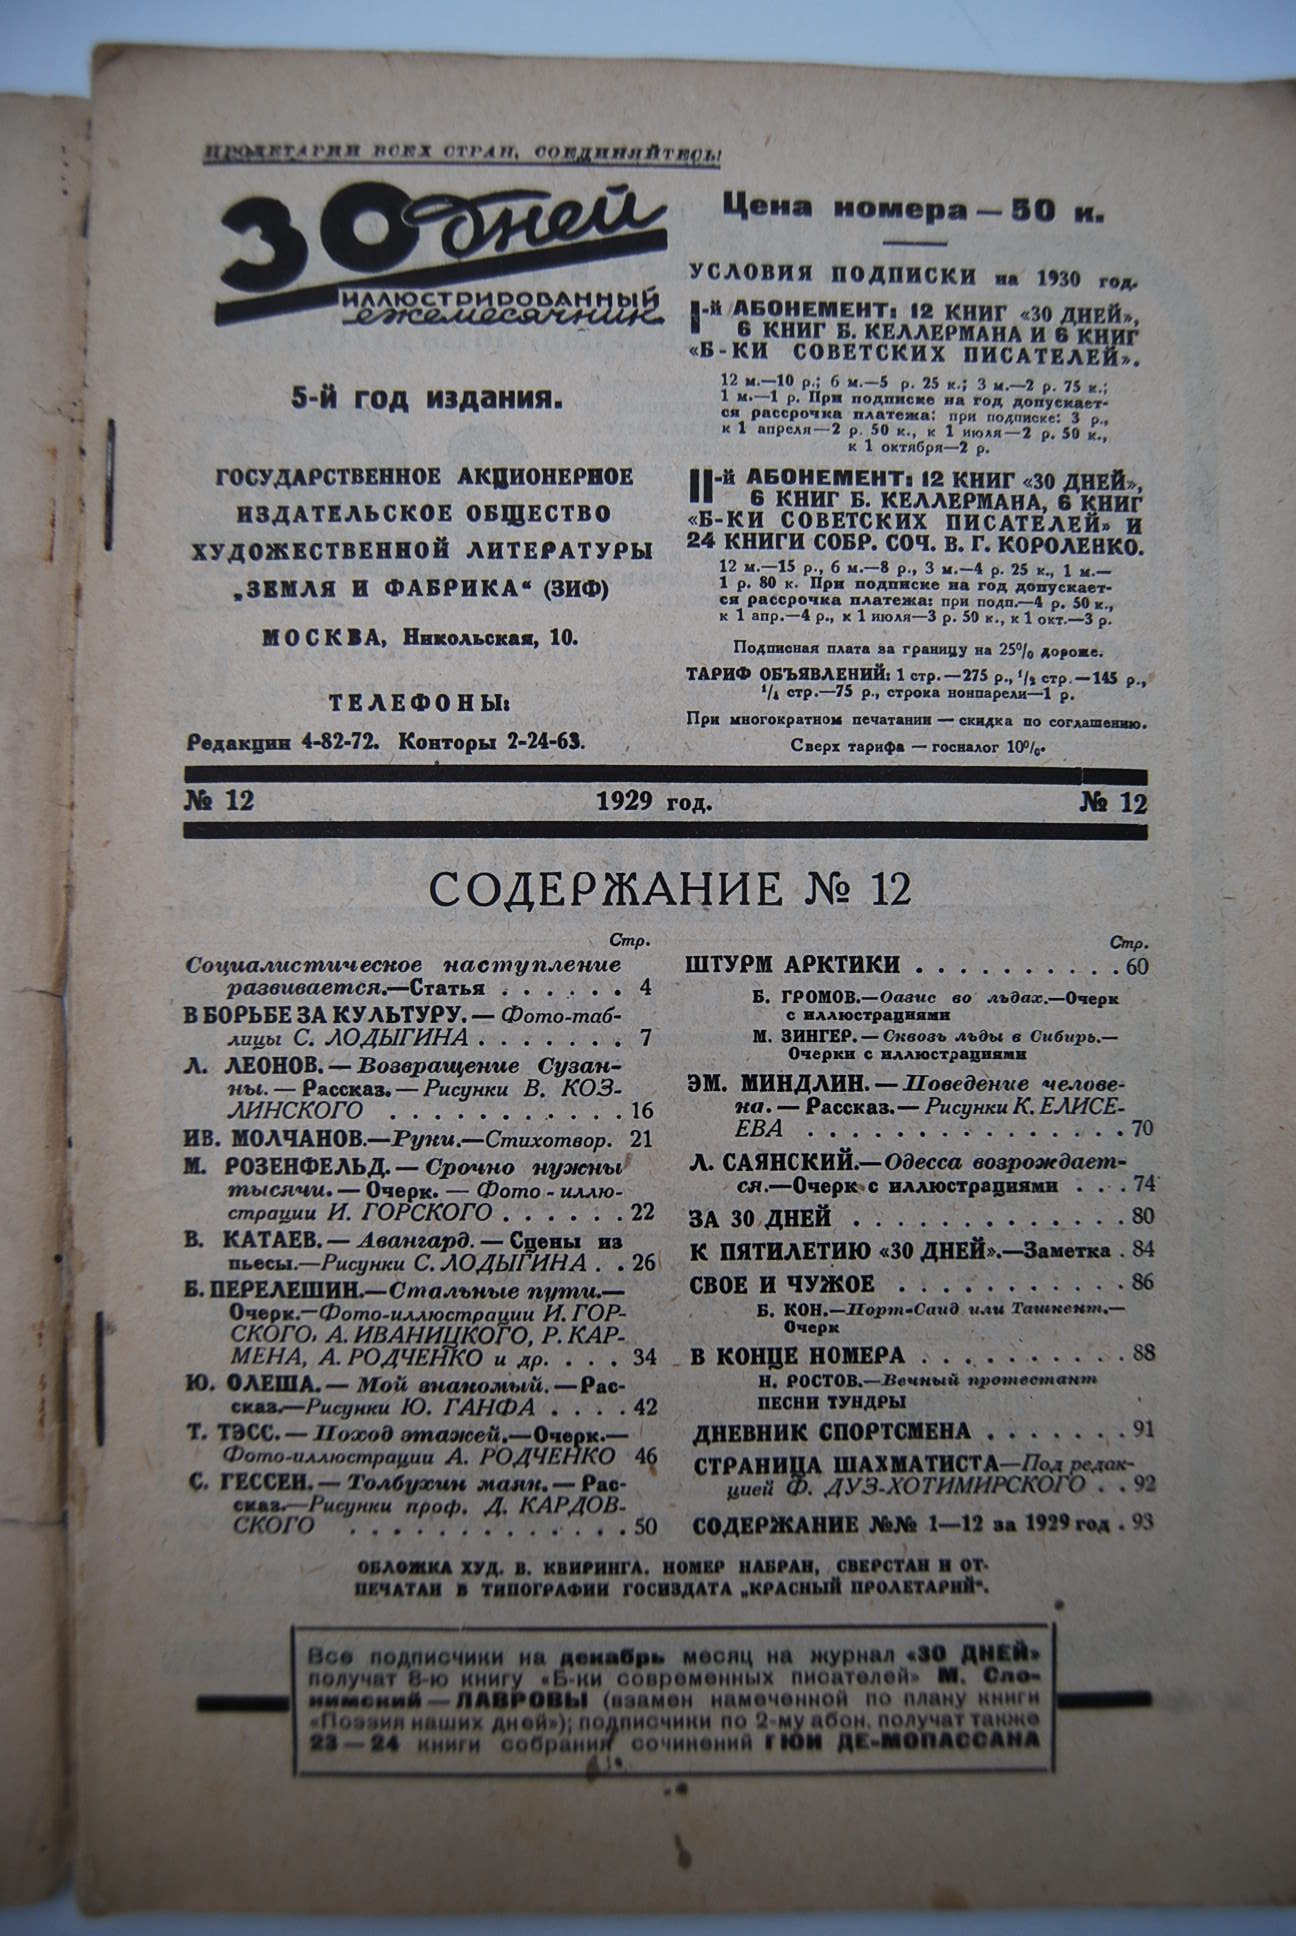 ПРОЛЕТАРИИ ВСЕХ СТРАН, СОЕДИНЯЙТЕСЬ!
30 дней
ИЛЛЮСТРИРОВАННЫЙ
ежемесячник
5-й год издания.
ГОСУДАРСТВЕННОЕ АКЦИОНЕРНОЕ
ИЗДАТЕЛЬСКОЕ ОБЩЕСТВО
ХУДОЖЕСТВЕННОЙ ЛИТЕРАТУРЫ
„ЗЕМЛЯ И ФАБРИКА“ (ЗИФ)
МОСКВА, Никольская, 10.
ТЕЛЕФОНЫ:
Редакции 4-82-72. Конторы 2-24-63.
Цена номера — 50 к.
УСЛОВИЯ ПОДПИСКИ на 1930 год.
I-й АБОНЕМЕНТ: 12 КНИГ «30 ДНЕЙ»,
6 КНИГ Б. КЕЛЛЕРМАНА И 6 КНИГ
«Б-КИ СОВЕТСКИХ ПИСАТЕЛЕЙ».
12 м.—10 р.; 6 м.—5 р. 25 к.; 3 м.—2 р. 75 к.;
1 м.—1 р. При подписке на год допускает-
ся рассрочка платежа: при подписке: 3 р.,
к 1 апреля—2 р. 50 к., к 1 июля—2 р. 50 к.,
к 1 октября—2 р.
II-й АБОНЕМЕНТ: 12 КНИГ «30 ДНЕЙ»,
6 КНИГ Б. КЕЛЛЕРМАНА, 6 КНИГ
«Б-КИ СОВЕТСКИХ ПИСАТЕЛЕЙ» И
24 КНИГИ СОБР. СОЧ. В. Г. КОРОЛЕНКО.
12 м.—15 р., 6 м.—8 р., 3 м.—4 р. 25 к., 1 м.—
1 р. 80 к. При подписке на год допускает-
ся рассрочка платежа: при подп.—4 р. 50 к.,
к 1 апр.—4 р., к 1 июля—3 р. 50 к., к 1 окт.—3 р.
Подписная плата за границу на 25% дороже.
ТАРИФ ОБЪЯВЛЕНИЙ: 1 стр.—275 р., 1/2 стр.—145 р.,
1/4 стр.—75 р., строка нонпарели—1 р.
При многократном печатании — скидка по соглашению.
Сверх тарифа — госналог 10%.
№ 12 1929 год. № 12
СОДЕРЖАНИЕ № 12
Стр.
Социалистическое наступление
развивается.—Статья . . . . . . 4
В БОРЬБЕ ЗА КУЛЬТУРУ.—Фото-таб-
лицы С. ЛОДЫГИНА . . . . . . . 7
Л. ЛЕОНОВ.—Возвращение Сузан-
ны.—Рассказ.—Рисунки В. КОЗ-
ЛИНСКОГО . . . . . . . . . . . 16
ИВ. МОЛЧАНОВ.—Руки.—Стихотвор. 21
М. РОЗЕНФЕЛЬД.—Срочно нужны
тысячи.—Очерк.—Фото-иллю-
страции И. ГОРСКОГО . . . . . . 22
В. КАТАЕВ.—Авангард.—Сцены из
пьесы.—Рисунки С. ЛОДЫГИНА . . 26
Б. ПЕРЕЛЕШИН.—Стальные пути.—
Очерк.—Фото-иллюстрации И. ГОР-
СКОГО, А. ИВАНИЦКОГО, Р. КАР-
МЕНА, А. РОДЧЕНКО и др. . . . . 34
Ю. ОЛЕША.—Мой знакомый.—Рас-
сказ.—Рисунки Ю. ГАНФА . . . . 42
Т. ТЭСС.—Поход этажей.—Очерк.—
Фото-иллюстрации А. РОДЧЕНКО 46
С. ГЕССЕН.—Толбухин маяк.—Рас-
сказ.—Рисунки проф. Д. КАРДОВ-
СКОГО . . . . . . . . . . . . . 50
Стр.
ШТУРМ АРКТИКИ . . . . . . . . . . 60
Б. ГРОМОВ.—Оазис во льдах.—Очерк
с иллюстрациями
М. ЗИНГЕР.—Сквозь льды в Сибирь.—
Очерки с иллюстрациями
ЭМ. МИНДЛИН.—Поведение челове-
ка.—Рассказ.—Рисунки К. ЕЛИСЕ-
ЕВА . . . . . . . . . . . . . . . 70
Л. САЯНСКИЙ.—Одесса возрождает-
ся.—Очерк с иллюстрациями . . . 74
ЗА 30 ДНЕЙ . . . . . . . . . . . . . 80
К ПЯТИЛЕТИЮ «30 ДНЕЙ».—Заметка . 84
СВОЕ И ЧУЖОЕ . . . . . . . . . . . 86
Б. КОН.—Порт-Саид или Ташкент.—
Очерк
В КОНЦЕ НОМЕРА . . . . . . . . . . 88
Н. РОСТОВ.—Вечный протестант
ПЕСНИ ТУНДРЫ
ДНЕВНИК СПОРТСМЕНА . . . . . . . 91
СТРАНИЦА ШАХМАТИСТА—Под редак-
цией Ф. ДУЗ-ХОТИМИРСКОГО . . 92
СОДЕРЖАНИЕ №№ 1—12 за 1929 год . 93
ОБЛОЖКА ХУД. В. КВИРИНГА. НОМЕР НАБРАН, СВЕРСТАН И ОТ-
ПЕЧАТАН В ТИПОГРАФИИ ГОСИЗДАТА „КРАСНЫЙ ПРОЛЕТАРИЙ“.
Все подписчики на декабрь месяц на журнал «30 ДНЕЙ»
получат 8-ю книгу «Б-ки современных писателей» М. Сло-
нимский — ЛАВРОВЫ (взамен намеченной по плану книги
«Поэзия наших дней»); подписчики по 2-му абон. получат также
23—24 книги собрания сочинений ГЮИ ДЕ-МОПАССАНА